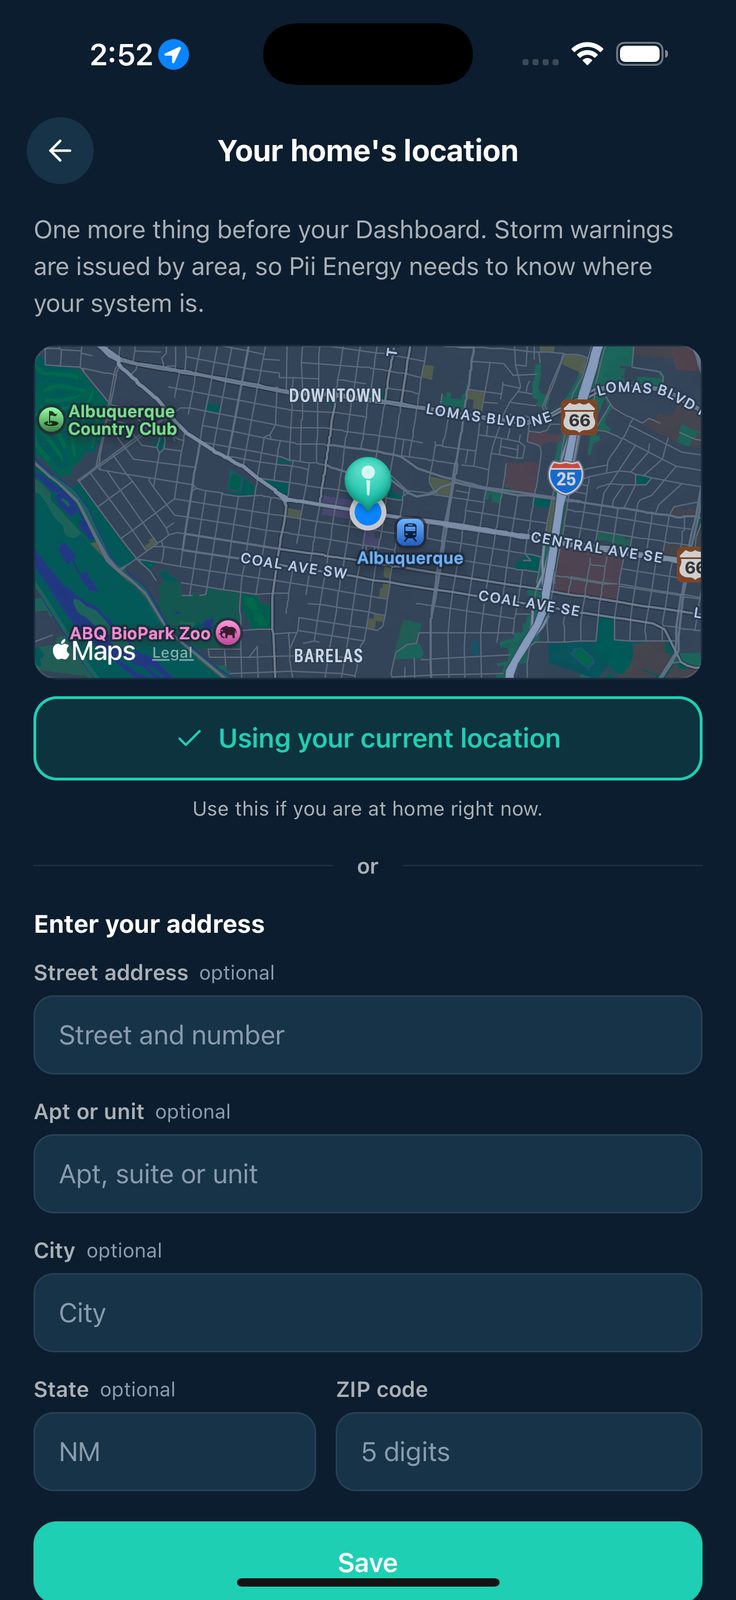 2:52
Your home's location
One more thing before your Dashboard. Storm warnings
are issued by area, so Pii Energy needs to know where
your system is.
DOWNTOWN
LOMAS BLVD NE
LOMAS BLVD
66
Albuquerque
Country Club
25
Albuquerque
CENTRAL AVE SE
66
COAL AVE SW
COAL AVE SE
ABQ BioPark Zoo
Maps
Legal
BARELAS
Using your current location
Use this if you are at home right now.
or
Enter your address
Street address optional
Street and number
Apt or unit optional
Apt, suite or unit
City optional
City
State optional
ZIP code
NM
5 digits
Save